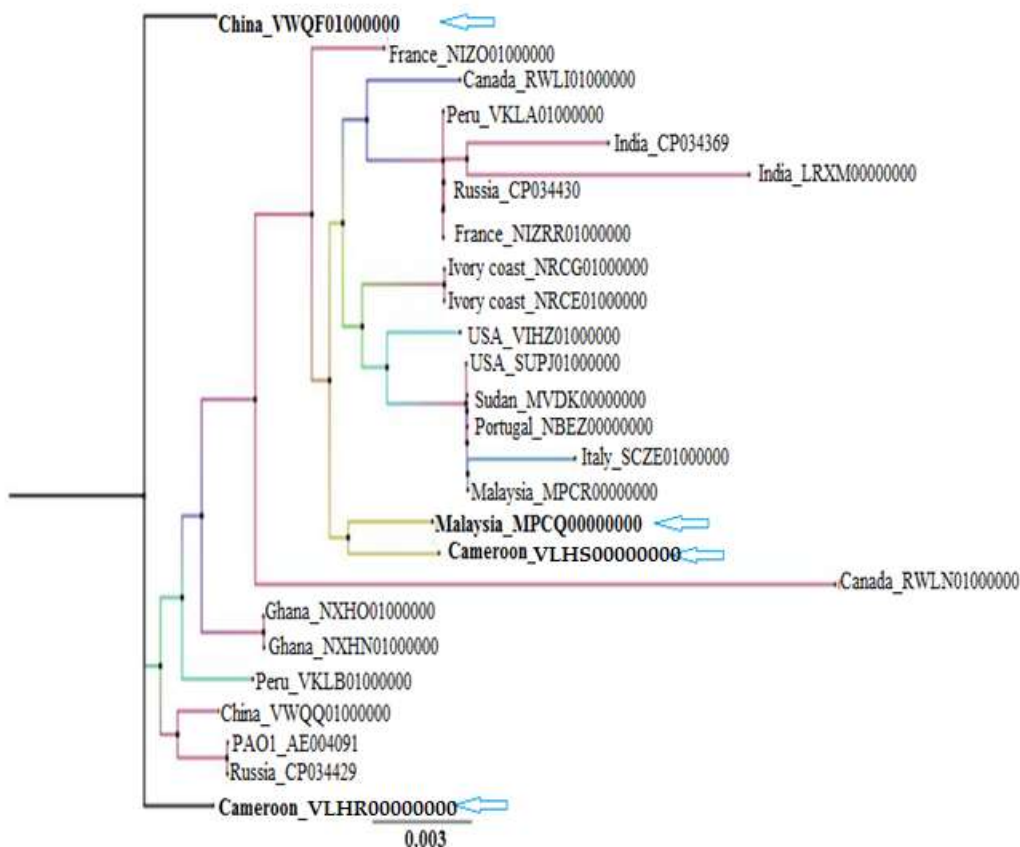 China_VWQF01000000
France_NIZO01000000
Canada_RWLI01000000
Peru_VKLA01000000
India_CP034369
India_LRXM00000000
Russia_CP034430
France_NIZRR01000000
Ivory coast_NRCG01000000
Ivory coast_NRCE01000000
USA_VIHZ01000000
USA_SUPJ01000000
Sudan_MVDK00000000
Portugal_NBEZ00000000
Italy_SCZE01000000
Malaysia_MPCR00000000
Malaysia_MPCQ00000000
Cameroon_VLHS00000000
Canada_RWLN01000000
Ghana_NXHO01000000
Ghana_NXHN01000000
Peru_VKLB01000000
China_VWQQ01000000
PAO1_AE004091
Russia_CP034429
Cameroon_VLHR00000000
0.003